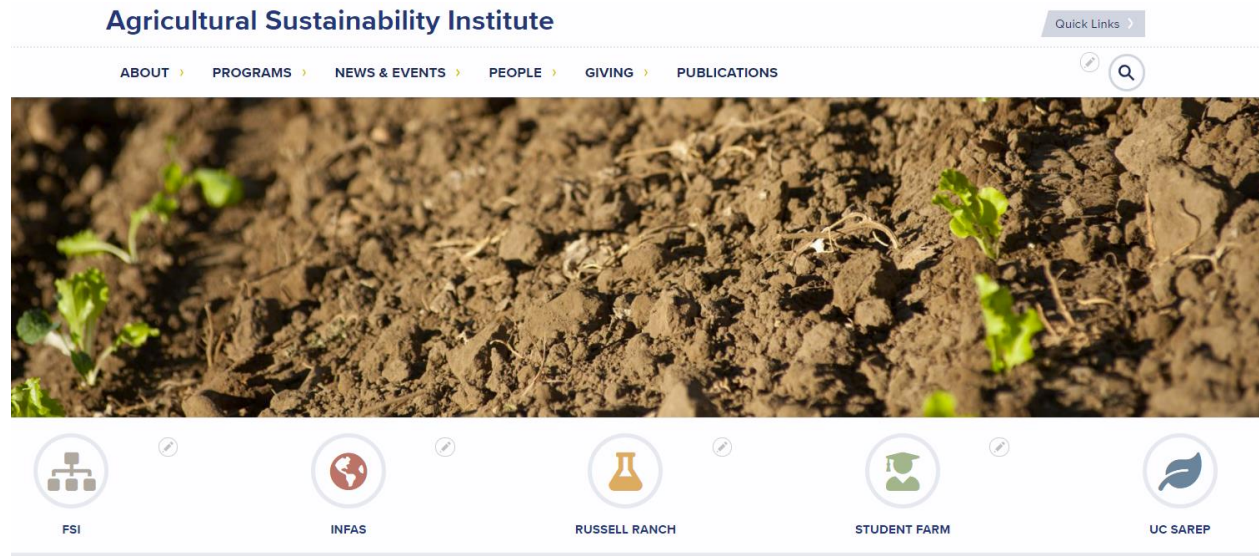 Agricultural Sustainability Institute
Quick Links
ABOUT PROGRAMS NEWS & EVENTS PEOPLE GIVING PUBLICATIONS
FSI INFAS RUSSELL RANCH STUDENT FARM UC SAREP